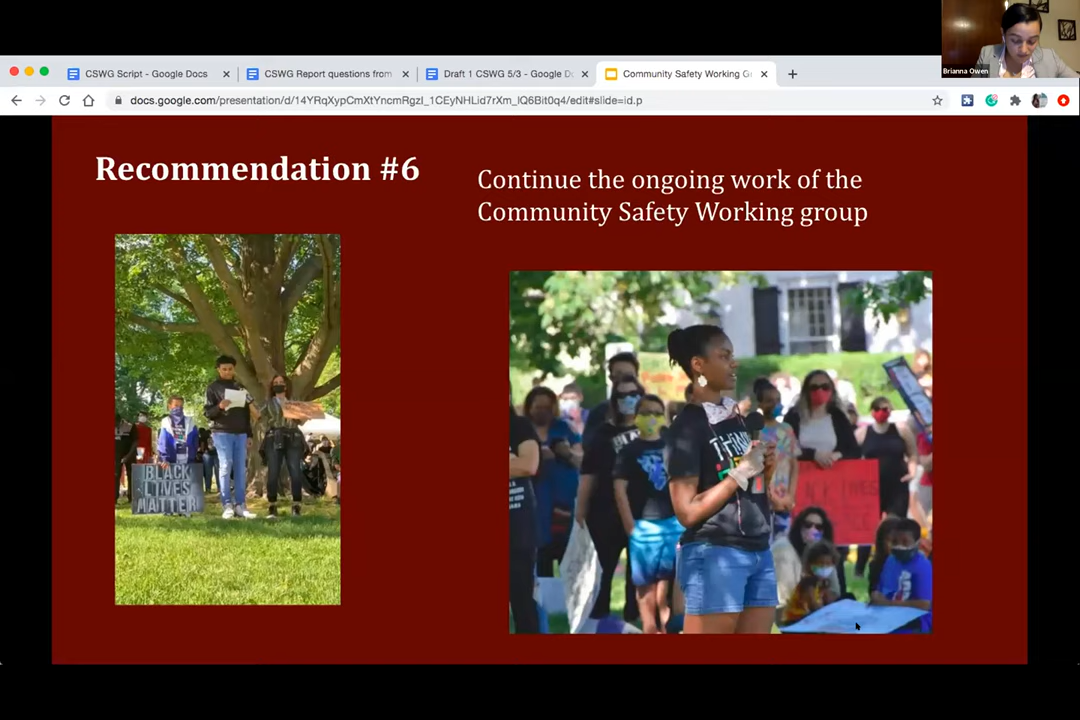 Brianna Owen
CSWG Script - Google Docs
CSWG Report questions from
Draft 1 CSWG 5/3 - Google Do
Community Safety Working G
docs.google.com/presentation/d/14YRqXypCmXtYncmRgzI_1CEyNHLid7rXm_IQ6Bit0q4/edit#slide=id.p
Recommendation #6
Continue the ongoing work of the
Community Safety Working group
BLACK
LIVES
MATTER